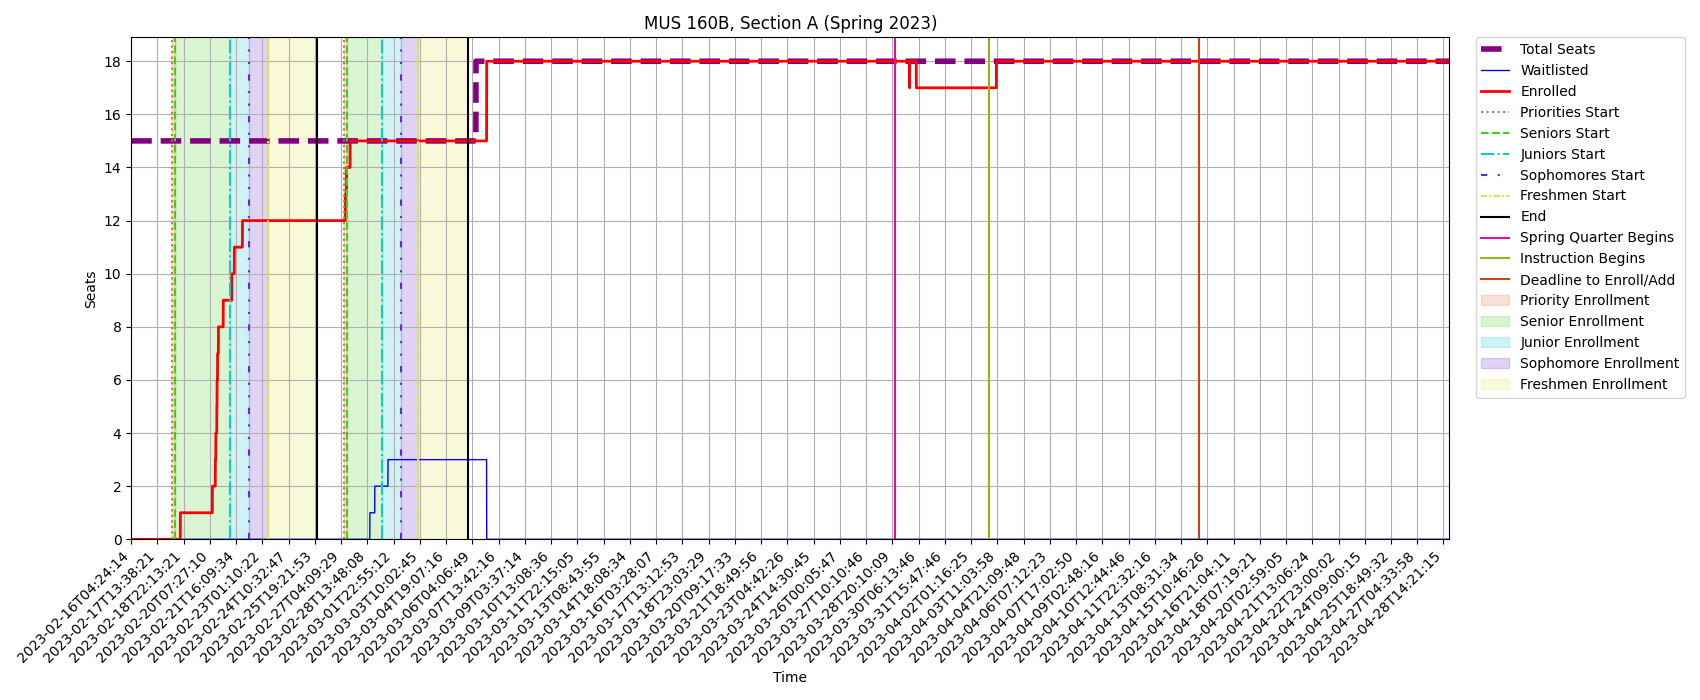 MUS 160B, Section A (Spring 2023)
Seats
18
16
14
12
10
8
6
4
2
0
2023-02-16T04:24:14
2023-02-17T13:38:21
2023-02-18T22:13:21
2023-02-20T07:27:10
2023-02-21T16:09:34
2023-02-23T01:10:22
2023-02-24T10:32:47
2023-02-25T19:21:53
2023-02-27T04:09:29
2023-02-28T13:48:08
2023-03-01T22:55:12
2023-03-03T10:02:45
2023-03-04T19:07:16
2023-03-06T04:06:49
2023-03-07T13:42:16
2023-03-09T03:37:14
2023-03-10T13:08:36
2023-03-11T22:15:05
2023-03-13T08:43:55
2023-03-14T18:08:34
2023-03-16T03:28:07
2023-03-17T13:12:53
2023-03-18T23:03:29
2023-03-20T09:17:33
2023-03-21T18:49:56
2023-03-23T04:42:26
2023-03-24T14:30:45
2023-03-26T00:05:47
2023-03-27T10:10:46
2023-03-28T20:10:09
2023-03-30T06:13:46
2023-03-31T15:47:46
2023-04-02T01:16:25
2023-04-03T11:03:58
2023-04-04T21:09:48
2023-04-06T07:12:23
2023-04-07T17:02:50
2023-04-09T02:48:16
2023-04-10T12:44:46
2023-04-11T22:32:16
2023-04-13T08:31:34
2023-04-15T10:46:26
2023-04-16T21:04:11
2023-04-18T07:19:21
2023-04-20T02:59:05
2023-04-21T13:06:24
2023-04-22T23:00:02
2023-04-24T09:00:15
2023-04-25T18:49:32
2023-04-27T04:33:58
2023-04-28T14:21:15
Time
Total Seats
Waitlisted
Enrolled
Priorities Start
Seniors Start
Juniors Start
Sophomores Start
Freshmen Start
End
Spring Quarter Begins
Instruction Begins
Deadline to Enroll/Add
Priority Enrollment
Senior Enrollment
Junior Enrollment
Sophomore Enrollment
Freshmen Enrollment